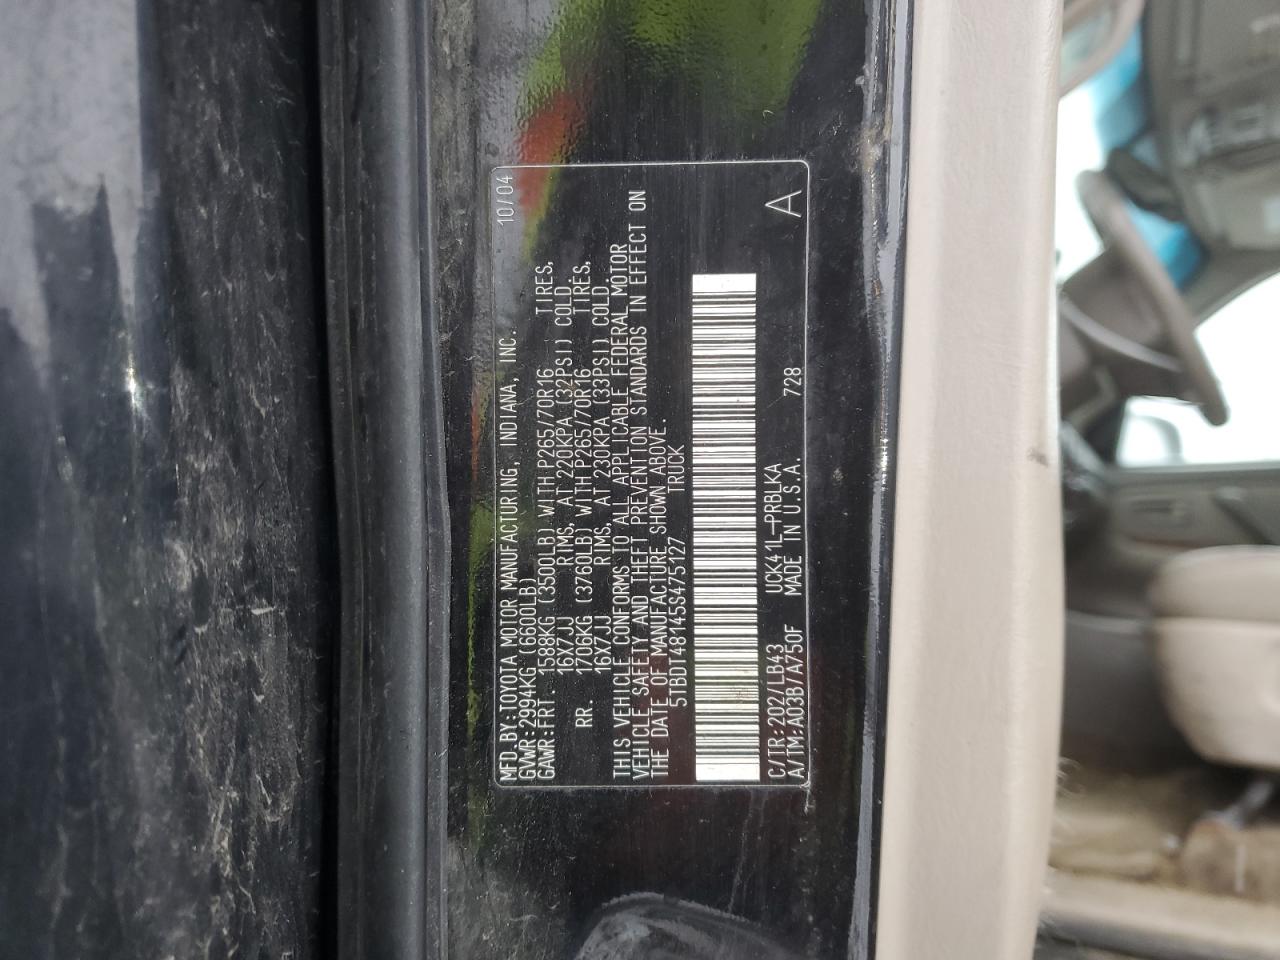 MFD.BY:TOYOTA MOTOR MANUFACTURING, INDIANA, INC. 10/04
GVWR:2994KG (6600LB)
GAWR:FRT. 1588KG (3500LB) WITH P265/70R16 TIRES,
16X7JJ RIMS, AT 220KPA (32PSI) COLD.
RR. 1709KG (3760LB) WITH P265/70R16 TIRES,
16X7JJ RIMS, AT 230KPA (33PSI) COLD.
THIS VEHICLE CONFORMS TO ALL APPLICABLE FEDERAL MOTOR
VEHICLE SAFETY AND THEFT PREVENTION STANDARDS IN EFFECT ON
THE DATE OF MANUFACTURE SHOWN ABOVE.
5TBDT48145S475127 TRUCK
C/TR:202/LB43 UCK41L-PRBLKA
A/TM:A03B/A750F MADE IN U.S.A. 728 A